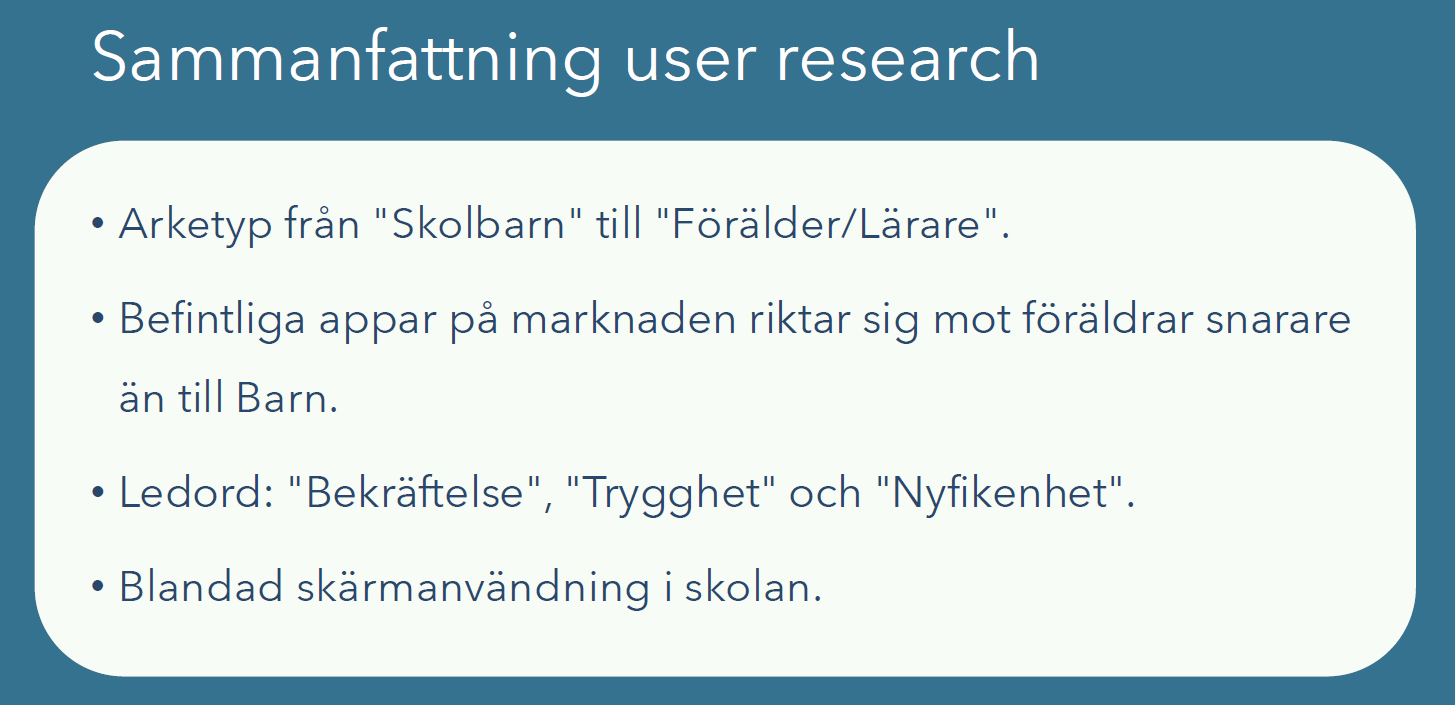 Sammanfattning user research
• Arketyp från "Skolbarn" till "Förälder/Lärare".
• Befintliga appar på marknaden riktar sig mot föräldrar snarare
än till Barn.
• Ledord: "Bekräftelse", "Trygghet" och "Nyfikenhet".
• Blandad skärmanvändning i skolan.